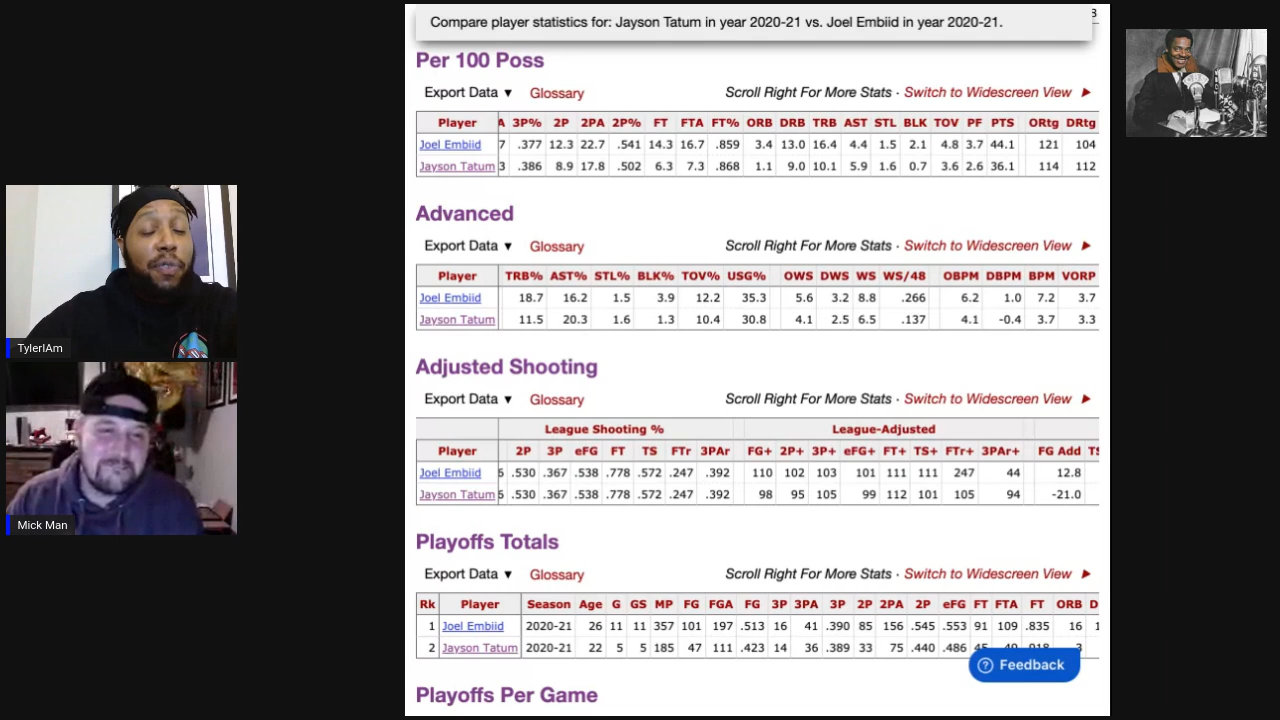 Compare player statistics for: Jayson Tatum in year 2020-21 vs. Joel Embiid in year 2020-21.
Per 100 Poss
Export Data ▼ Glossary Scroll Right For More Stats · Switch to Widescreen View ►
Player 3P% 2P 2PA 2P% FT FTA FT% ORB DRB TRB AST STL BLK TOV PF PTS ORtg DRtg
Joel Embiid 7 .377 12.3 22.7 .541 14.3 16.7 .859 3.4 13.0 16.4 4.4 1.5 2.1 4.8 3.7 44.1 121 104
Jayson Tatum 3 .386 8.9 17.8 .502 6.3 7.3 .868 1.1 9.0 10.1 5.9 1.6 0.7 3.6 2.6 36.1 114 112
Advanced
Export Data ▼ Glossary Scroll Right For More Stats · Switch to Widescreen View ►
Player TRB% AST% STL% BLK% TOV% USG% OWS DWS WS WS/48 OBPM DBPM BPM VORP
Joel Embiid 18.7 16.2 1.5 3.9 12.2 35.3 5.6 3.2 8.8 .266 6.2 1.0 7.2 3.7
Jayson Tatum 11.5 20.3 1.6 1.3 10.4 30.8 4.1 2.5 6.5 .137 4.1 -0.4 3.7 3.3
Adjusted Shooting
Export Data ▼ Glossary Scroll Right For More Stats · Switch to Widescreen View ►
League Shooting % League-Adjusted
Player 2P 3P eFG FT TS FTr 3PAr FG+ 2P+ 3P+ eFG+ FT+ TS+ FTr+ 3PAr+ FG Add
Joel Embiid .530 .367 .538 .778 .572 .247 .392 110 102 103 101 111 111 247 44 12.8
Jayson Tatum .530 .367 .538 .778 .572 .247 .392 98 95 105 99 112 101 105 94 -21.0
Playoffs Totals
Export Data ▼ Glossary Scroll Right For More Stats · Switch to Widescreen View ►
Rk Player Season Age G GS MP FG FGA FG 3P 3PA 3P 2P 2PA 2P eFG FT FTA FT ORB
1 Joel Embiid 2020-21 26 11 11 357 101 197 .513 16 41 .390 85 156 .545 .553 91 109 .835 16
2 Jayson Tatum 2020-21 22 5 5 185 47 111 .423 14 36 .389 33 75 .440 .486 3
Feedback
Playoffs Per Game
TylerIAm
Mick Man